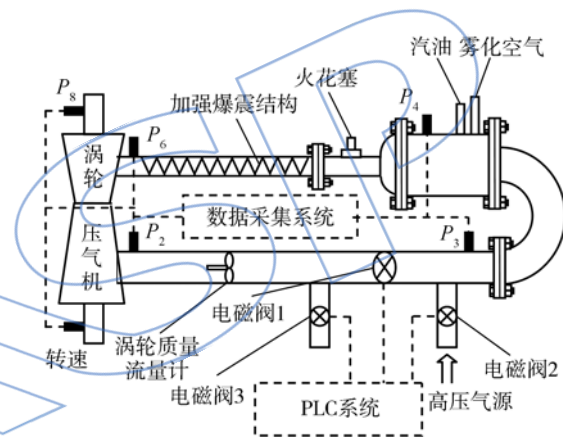 汽油 雾化空气
火花塞
P8
加强爆震结构
P4
涡轮
P6
数据采集系统
压气机
P2
P3
电磁阀1
转速
涡轮质量
流量计
电磁阀3
电磁阀2
PLC系统
高压气源